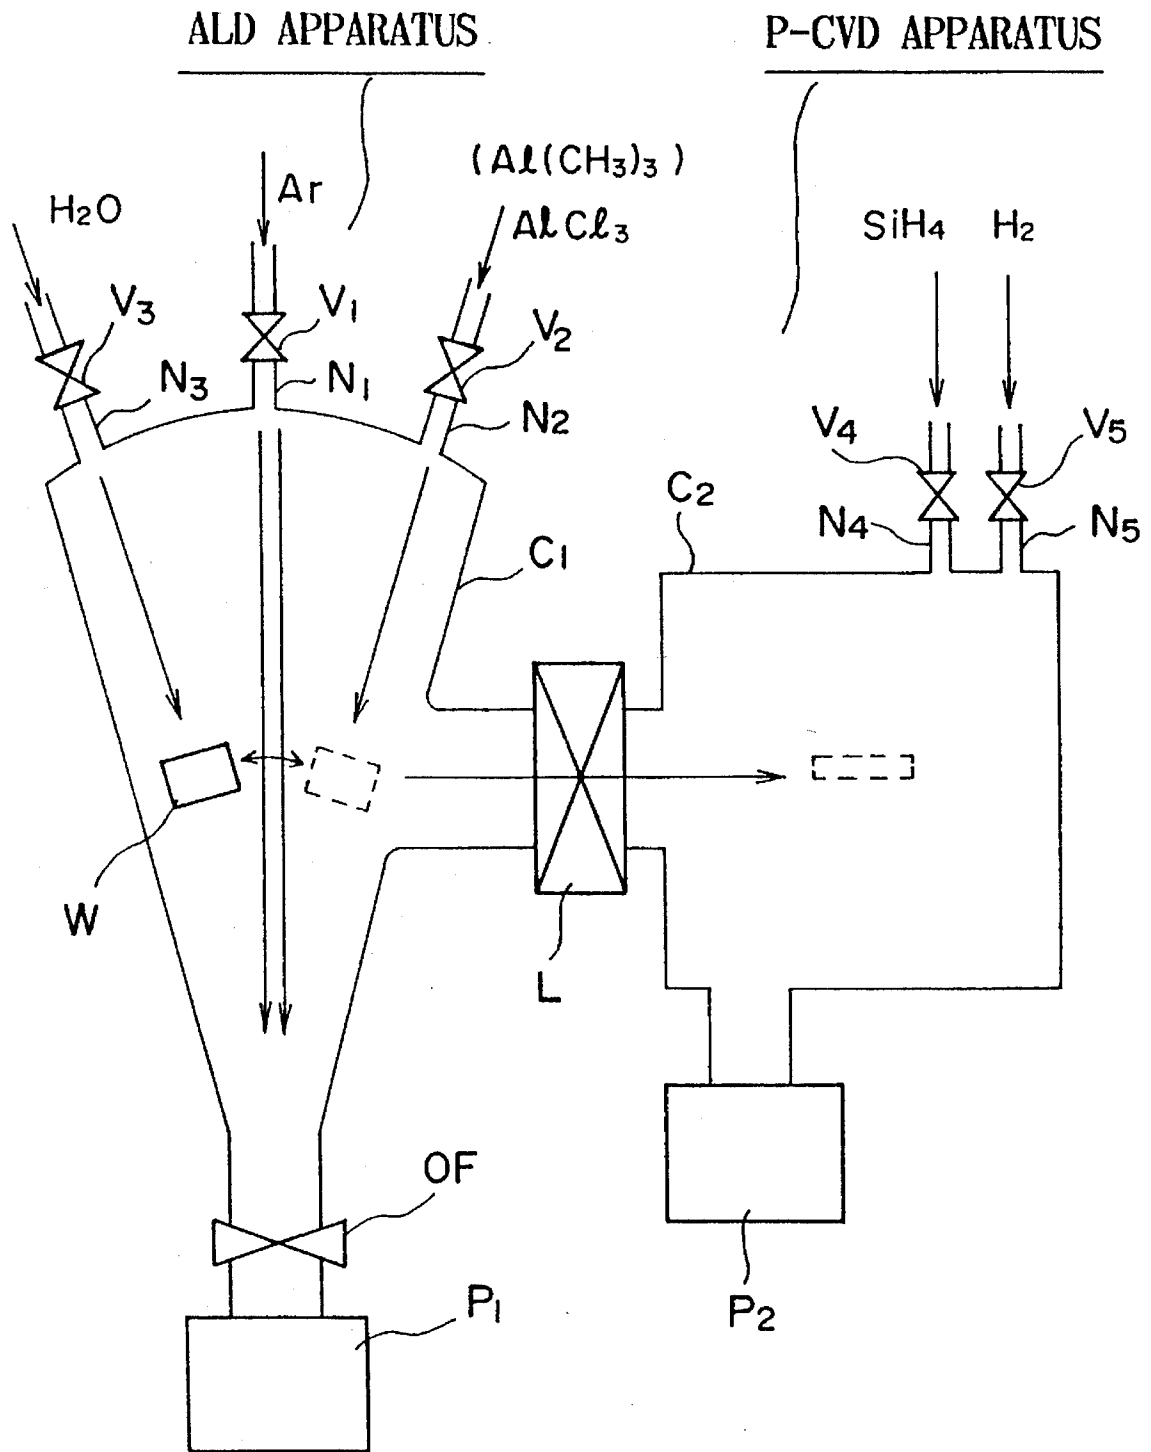 ALD APPARATUS
P-CVD APPARATUS
(Al(CH3)3)
Ar
H2O
AlCl3
SiH4
H2
V3
V1
V2
N3
N1
N2
V4
V5
C2
N4
N5
C1
W
L
OF
P1
P2